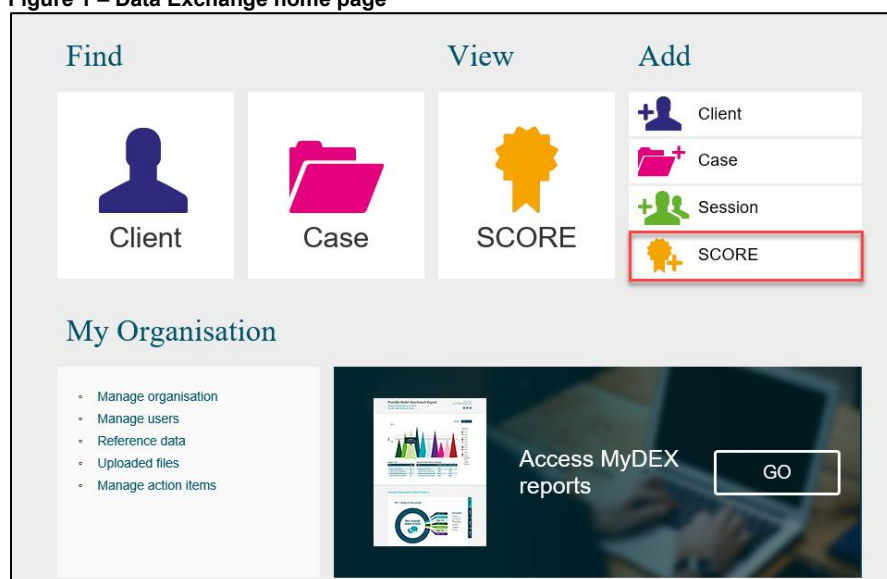 Figure 1 – Data Exchange home page
Find
View
Add
Client
Case
SCORE
Client
Case
Session
SCORE
My Organisation
Manage organisation
Manage users
Reference data
Uploaded files
Manage action items
Access MyDEX
reports
GO